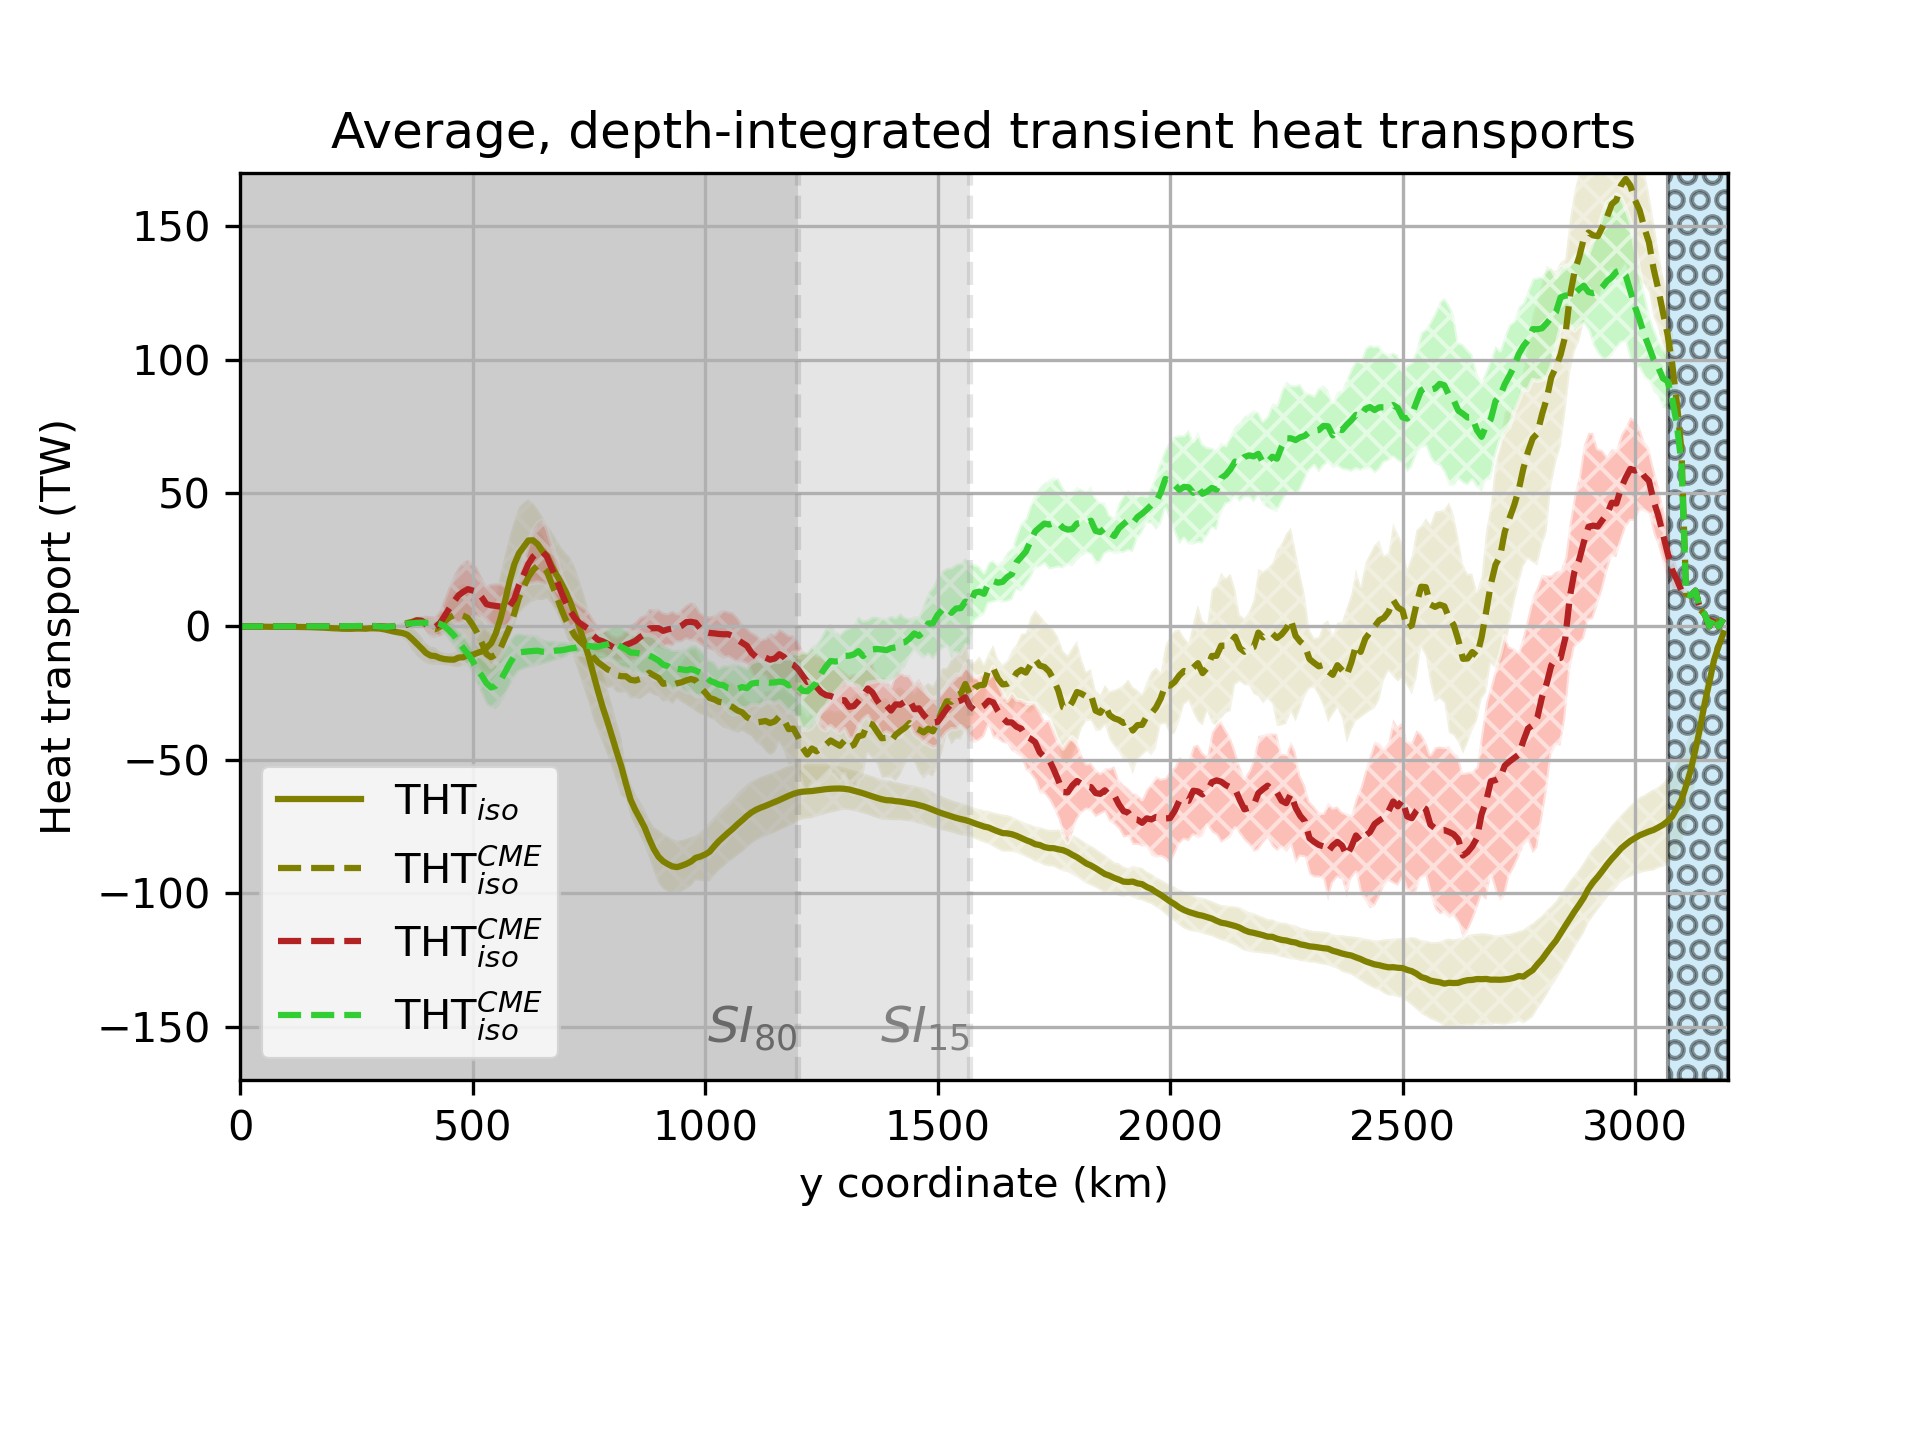 Average, depth-integrated transient heat transports
Heat transport (TW)
150
100
50
0
−50
−100
−150
THT_iso
THT_iso^CME
THT_iso^CME
THT_iso^CME
SI_80
SI_15
0 500 1000 1500 2000 2500 3000
y coordinate (km)